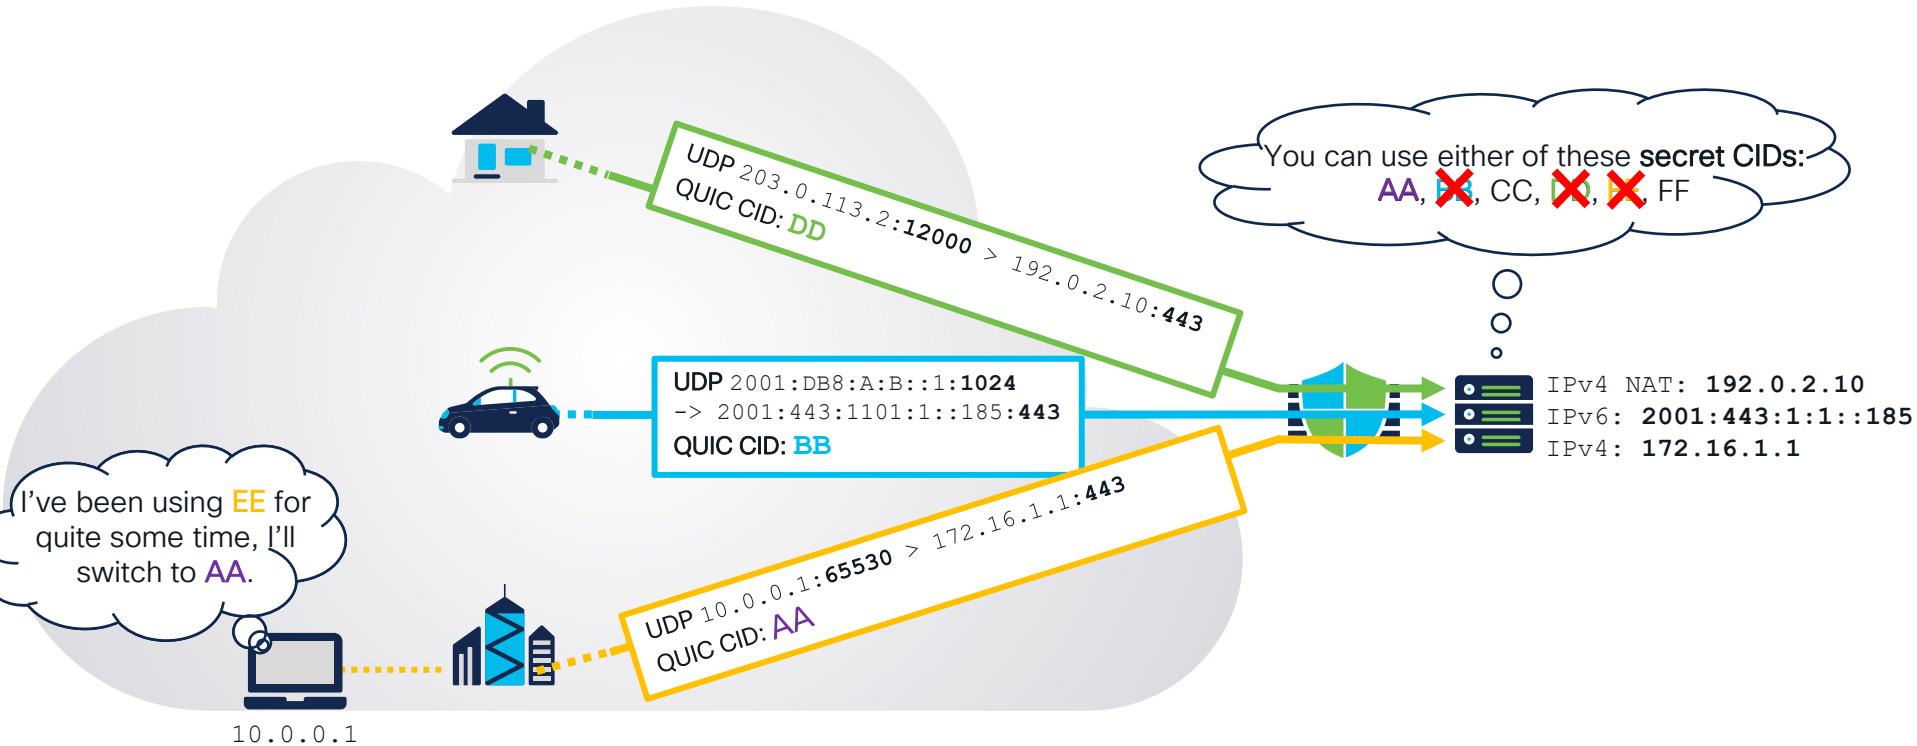 You can use either of these secret CIDs:
AA, BB, CC, DD, EE, FF
UDP 203.0.113.2:12000 > 192.0.2.10:443
QUIC CID: DD
UDP 2001:DB8:A:B::1:1024
-> 2001:443:1101:1::185:443
QUIC CID: BB
IPv4 NAT: 192.0.2.10
IPv6: 2001:443:1:1::185
IPv4: 172.16.1.1
I've been using EE for
quite some time, I'll
switch to AA.
UDP 10.0.0.1:65530 > 172.16.1.1:443
QUIC CID: AA
10.0.0.1